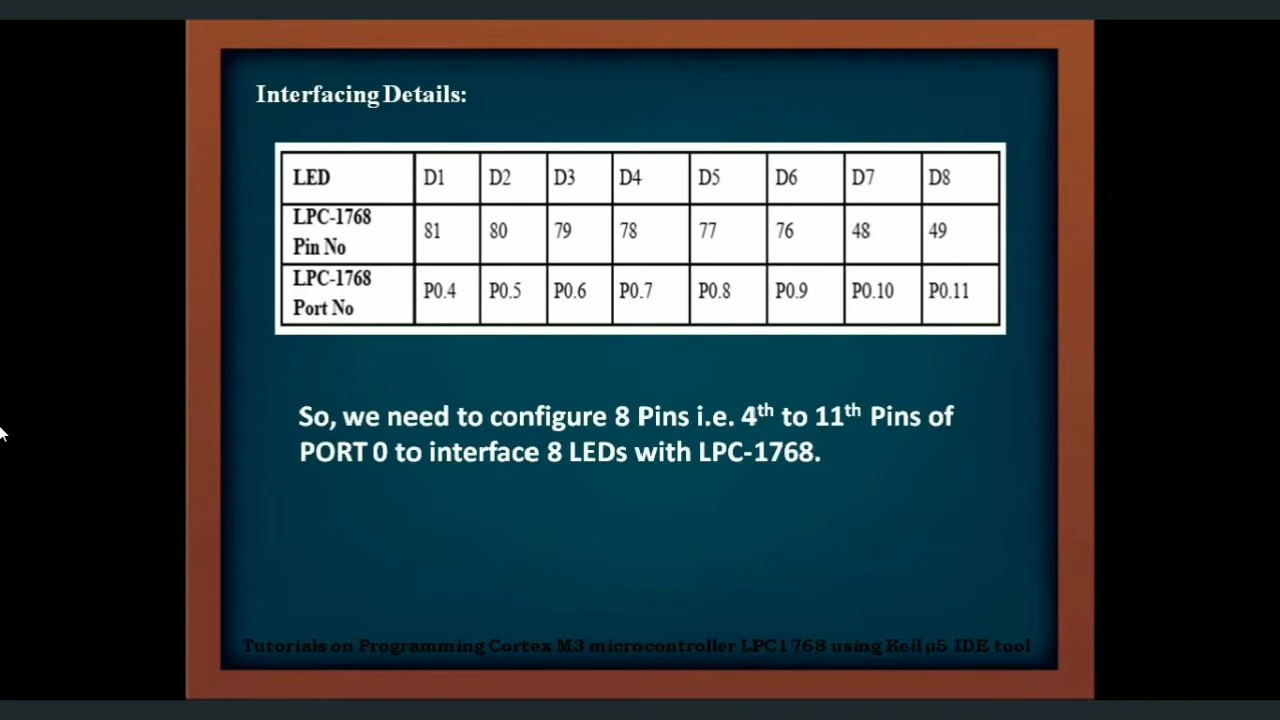 Interfacing Details:
LED D1 D2 D3 D4 D5 D6 D7 D8
LPC-1768 Pin No 81 80 79 78 77 76 48 49
LPC-1768 Port No P0.4 P0.5 P0.6 P0.7 P0.8 P0.9 P0.10 P0.11
So, we need to configure 8 Pins i.e. 4th to 11th Pins of
PORT 0 to interface 8 LEDs with LPC-1768.
Tutorials on Programming Cortex M3 microcontroller LPC1768 using Keil µ5 IDE tool